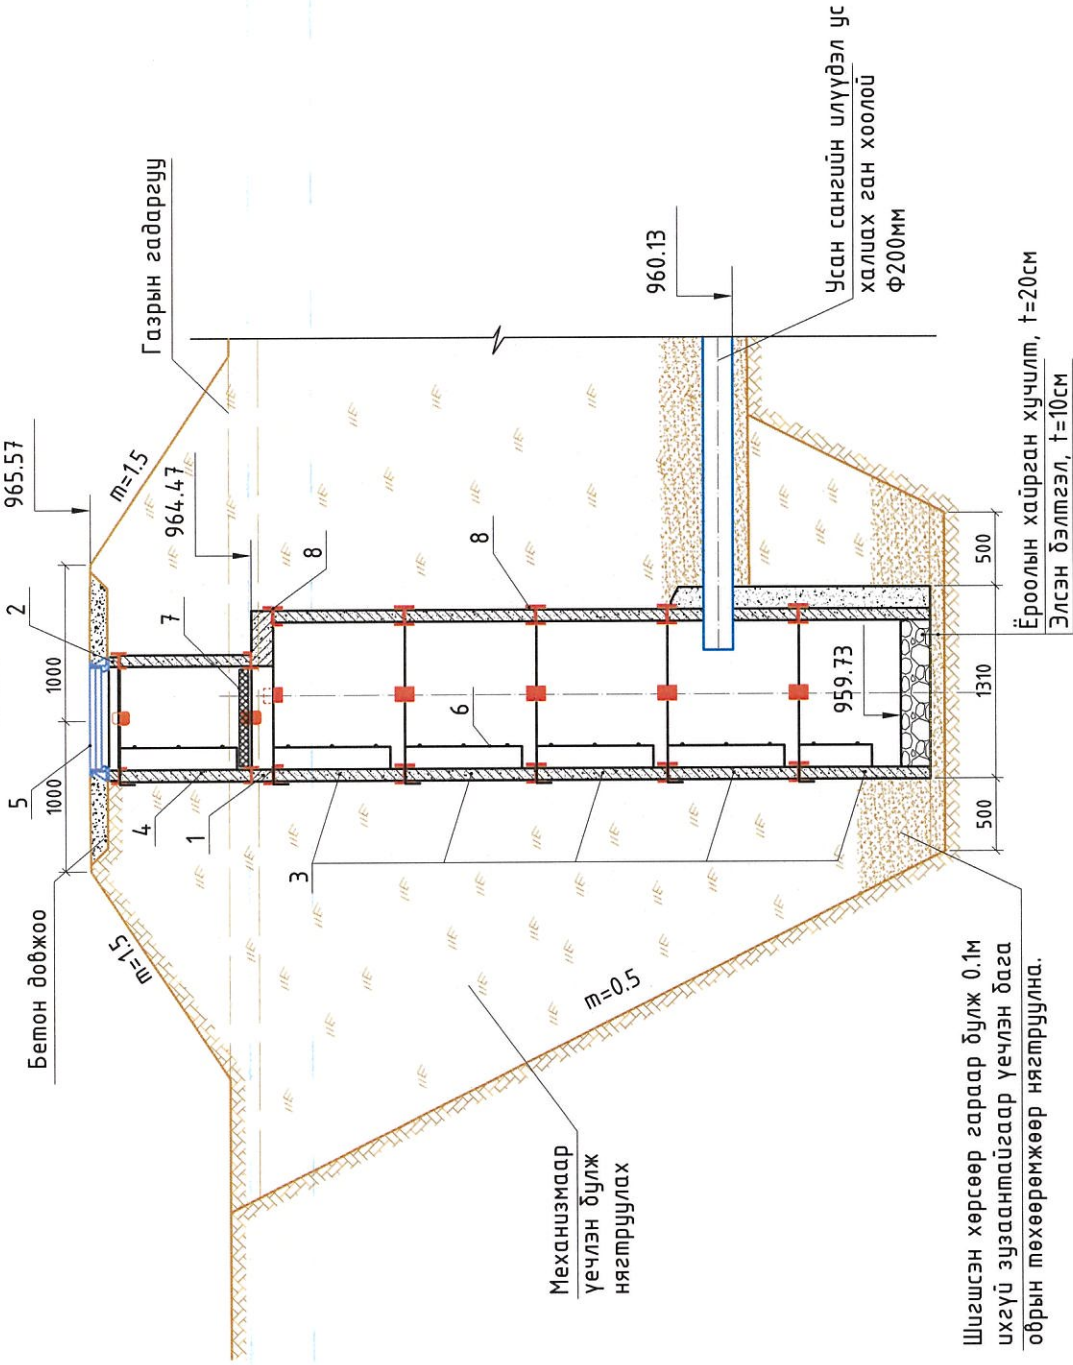 965.57
Газрын гадаргуу
Бетон довжоо
5
2
1000
1000
m=1.5
m=1.5
7
964.47
4
1
8
3
8
6
960.13
Усан сангийн илүүдэл ус
халиах ган хоолой
Ф200мм
m=0.5
959.73
Механизмаар
үечлэн булж
нягтруулах
500
1310
500
Ёроолын хайрган хучилт, t=20см
Элсэн бэлтгэл, t=10см
Шигшсэн хөрсөөр гараар булж 0.1м
ихгүй зузаантайгаар үечлэн бага
оврын төхөөрөмжөөр нягтруулна.